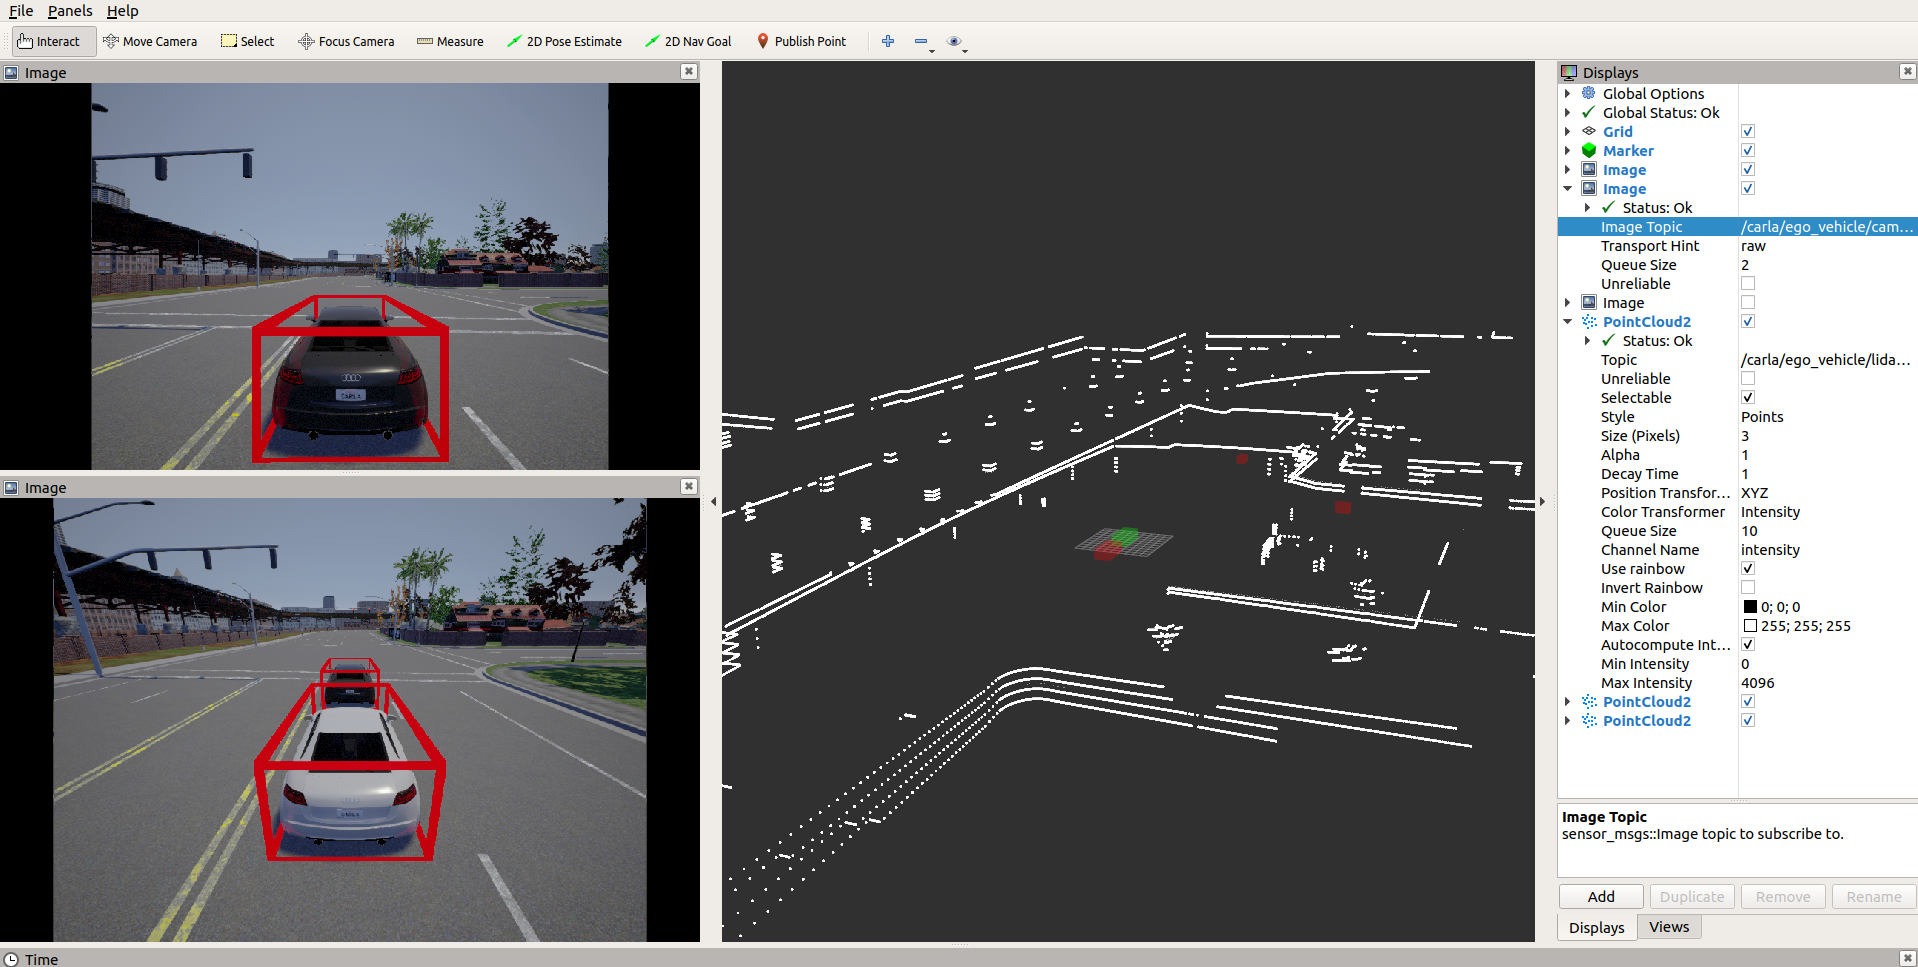 File Panels Help
Interact Move Camera Select Focus Camera Measure 2D Pose Estimate 2D Nav Goal Publish Point
Image
CARLA
Image
Displays
Global Options
Global Status: Ok
Grid
Marker
Image
Image
Status: Ok
Image Topic /carla/ego_vehicle/cam...
Transport Hint raw
Queue Size 2
Unreliable
Image
PointCloud2
Status: Ok
Topic /carla/ego_vehicle/lida...
Unreliable
Selectable
Style Points
Size (Pixels) 3
Alpha 1
Decay Time 1
Position Transfor... XYZ
Color Transformer Intensity
Queue Size 10
Channel Name intensity
Use rainbow
Invert Rainbow
Min Color 0; 0; 0
Max Color 255; 255; 255
Autocompute Int...
Min Intensity 0
Max Intensity 4096
PointCloud2
PointCloud2
Image Topic
sensor_msgs::Image topic to subscribe to.
Add Duplicate Remove Rename
Displays Views
Time